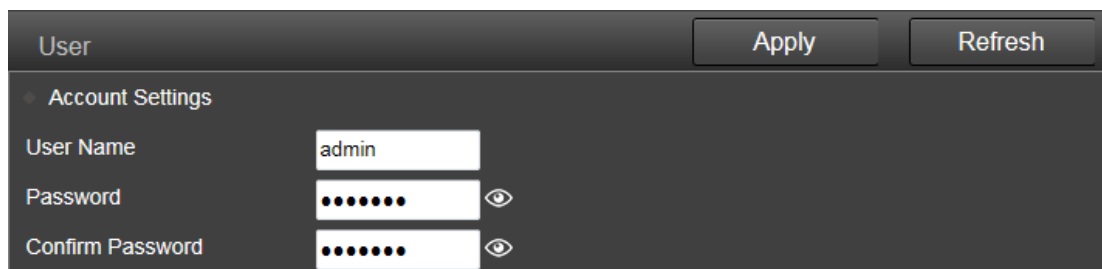 User Apply Refresh
Account Settings
User Name admin
Password •••••••
Confirm Password •••••••